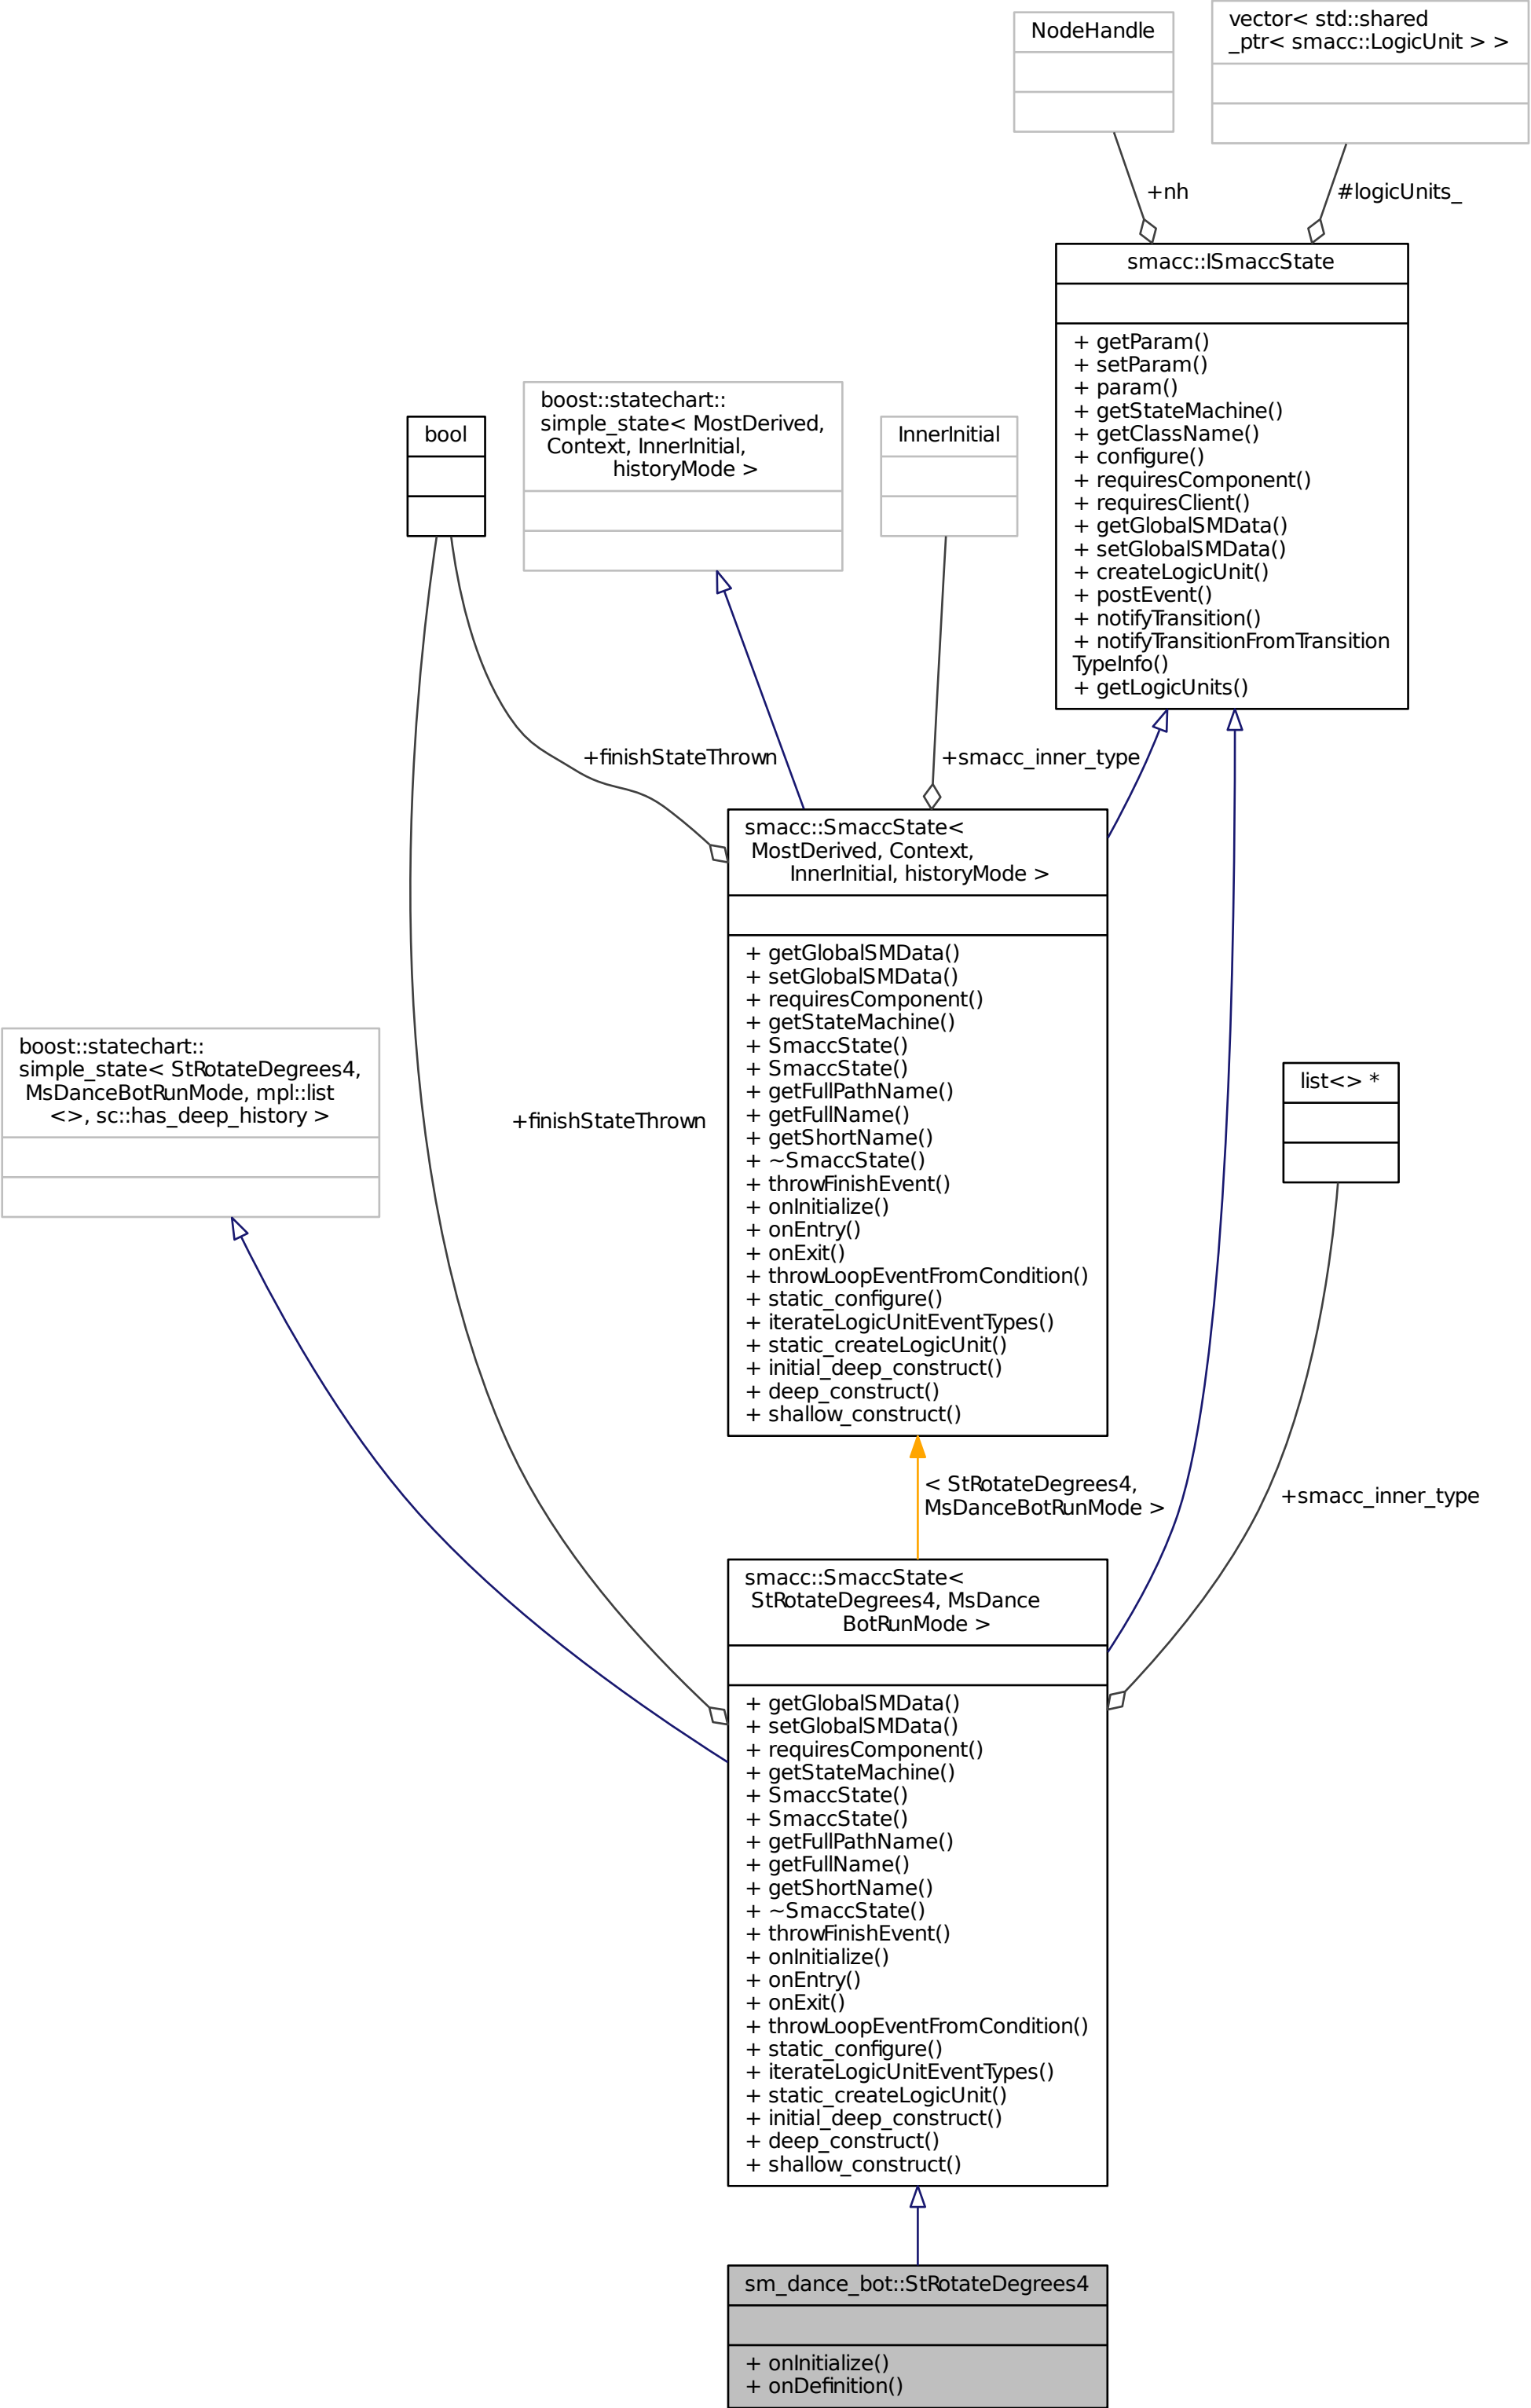 NodeHandle
vector< std::shared
_ptr< smacc::LogicUnit > >
+nh
#logicUnits_
smacc::ISmaccState
+ getParam()
+ setParam()
+ param()
+ getStateMachine()
+ getClassName()
+ configure()
+ requiresComponent()
+ requiresClient()
+ getGlobalSMData()
+ setGlobalSMData()
+ createLogicUnit()
+ postEvent()
+ notifyTransition()
+ notifyTransitionFromTransition
TypeInfo()
+ getLogicUnits()
bool
boost::statechart::
simple_state< MostDerived,
Context, InnerInitial,
historyMode >
InnerInitial
+finishStateThrown
+smacc_inner_type
smacc::SmaccState<
MostDerived, Context,
InnerInitial, historyMode >
+ getGlobalSMData()
+ setGlobalSMData()
+ requiresComponent()
+ getStateMachine()
+ SmaccState()
+ SmaccState()
+ getFullPathName()
+ getFullName()
+ getShortName()
+ ~SmaccState()
+ throwFinishEvent()
+ onInitialize()
+ onEntry()
+ onExit()
+ throwLoopEventFromCondition()
+ static_configure()
+ iterateLogicUnitEventTypes()
+ static_createLogicUnit()
+ initial_deep_construct()
+ deep_construct()
+ shallow_construct()
boost::statechart::
simple_state< StRotateDegrees4,
MsDanceBotRunMode, mpl::list
<>, sc::has_deep_history >
+finishStateThrown
list<> *
< StRotateDegrees4,
MsDanceBotRunMode >
+smacc_inner_type
smacc::SmaccState<
StRotateDegrees4, MsDance
BotRunMode >
+ getGlobalSMData()
+ setGlobalSMData()
+ requiresComponent()
+ getStateMachine()
+ SmaccState()
+ SmaccState()
+ getFullPathName()
+ getFullName()
+ getShortName()
+ ~SmaccState()
+ throwFinishEvent()
+ onInitialize()
+ onEntry()
+ onExit()
+ throwLoopEventFromCondition()
+ static_configure()
+ iterateLogicUnitEventTypes()
+ static_createLogicUnit()
+ initial_deep_construct()
+ deep_construct()
+ shallow_construct()
sm_dance_bot::StRotateDegrees4
+ onInitialize()
+ onDefinition()